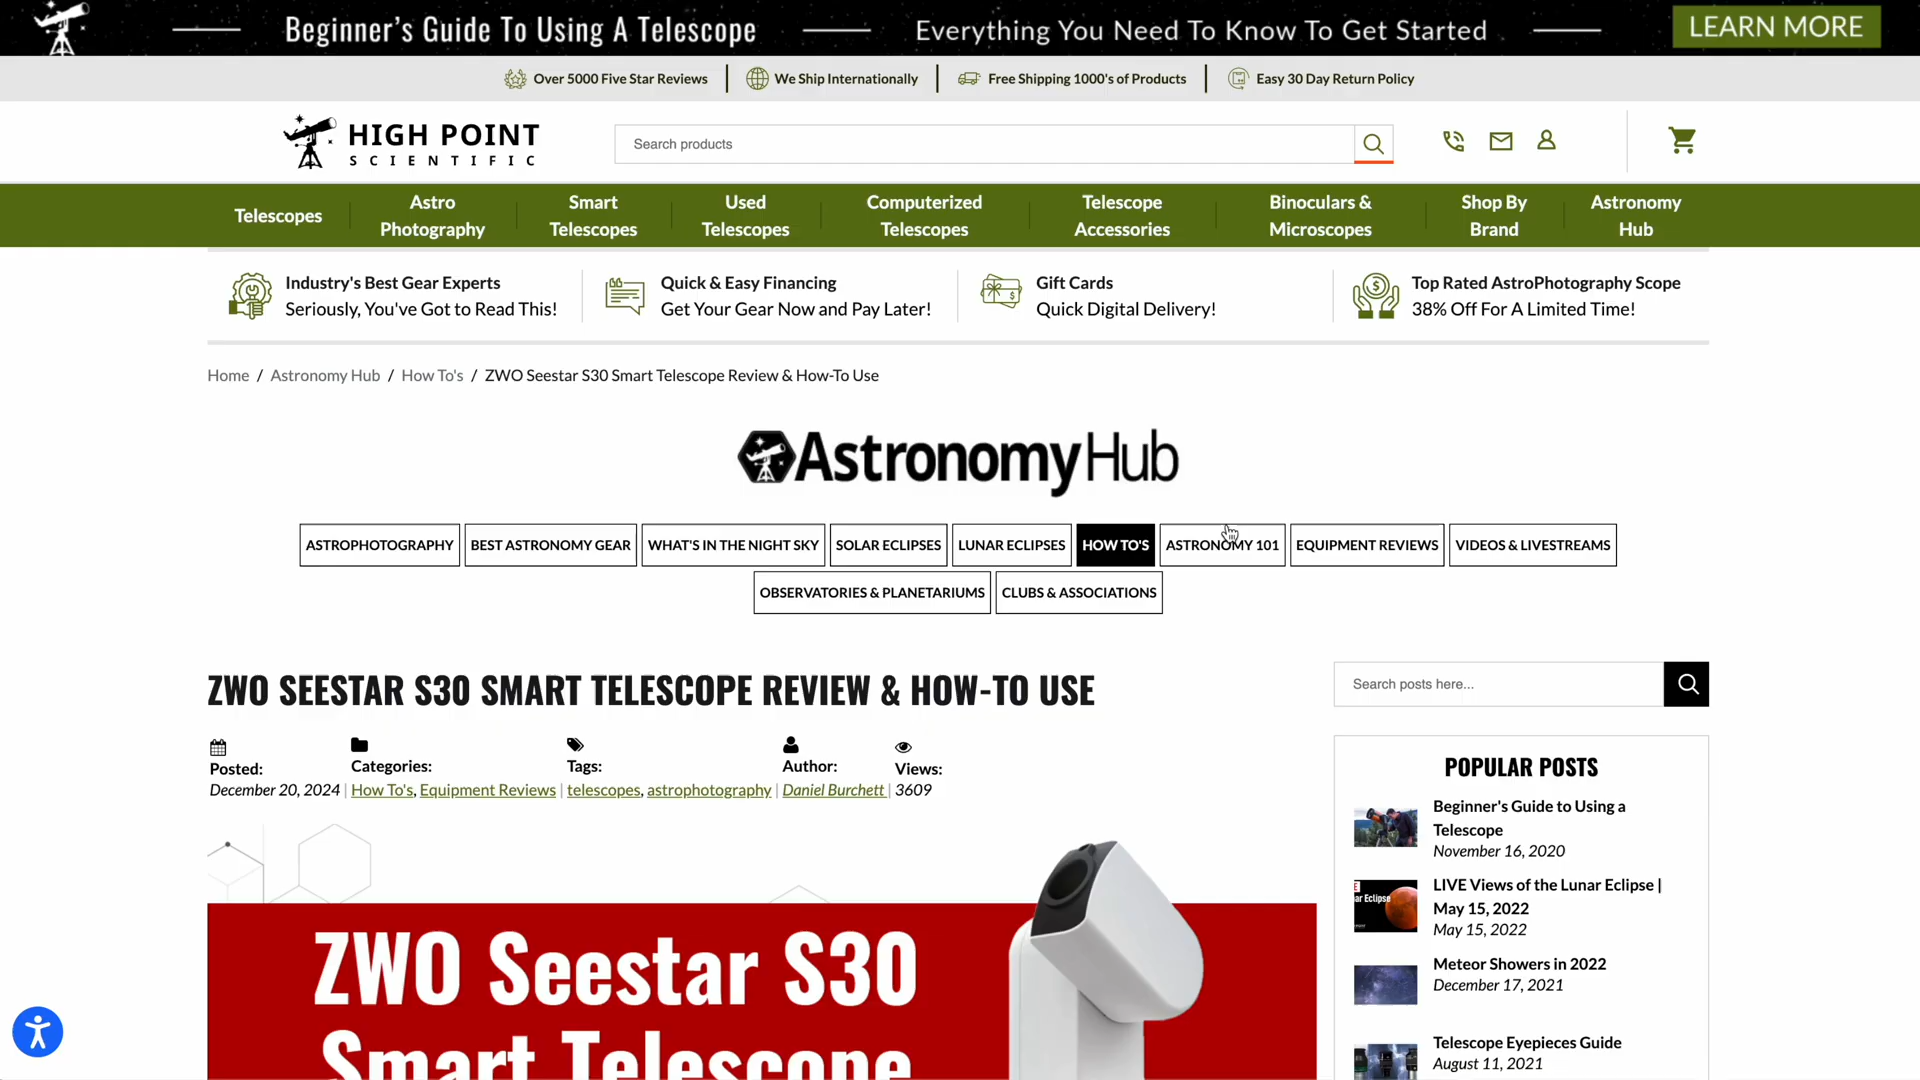 Beginner's Guide To Using A Telescope
Everything You Need To Know To Get Started
LEARN MORE
Over 5000 Five Star Reviews
We Ship Internationally
Free Shipping 1000's of Products
Easy 30 Day Return Policy
HIGH POINT
SCIENTIFIC
Search products
Telescopes
Astro
Photography
Smart
Telescopes
Used
Telescopes
Computerized
Telescopes
Telescope
Accessories
Binoculars &
Microscopes
Shop By
Brand
Astronomy
Hub
Industry's Best Gear Experts
Seriously, You've Got to Read This!
Quick & Easy Financing
Get Your Gear Now and Pay Later!
Gift Cards
Quick Digital Delivery!
Top Rated AstroPhotography Scope
38% Off For A Limited Time!
Home / Astronomy Hub / How To's / ZWO Seestar S30 Smart Telescope Review & How-To Use
AstronomyHub
ASTROPHOTOGRAPHY
BEST ASTRONOMY GEAR
WHAT'S IN THE NIGHT SKY
SOLAR ECLIPSES
LUNAR ECLIPSES
HOW TO'S
ASTRONOMY 101
EQUIPMENT REVIEWS
VIDEOS & LIVESTREAMS
OBSERVATORIES & PLANETARIUMS
CLUBS & ASSOCIATIONS
ZWO SEESTAR S30 SMART TELESCOPE REVIEW & HOW-TO USE
Posted:
December 20, 2024 |
Categories:
How To's, Equipment Reviews |
Tags:
telescopes, astrophotography |
Author:
Daniel Burchett |
Views:
3609
ZWO Seestar S30
Smart Telescope
Search posts here...
POPULAR POSTS
Beginner's Guide to Using a
Telescope
November 16, 2020
ar Eclipse
LIVE Views of the Lunar Eclipse |
May 15, 2022
May 15, 2022
Meteor Showers in 2022
December 17, 2021
Telescope Eyepieces Guide
August 11, 2021